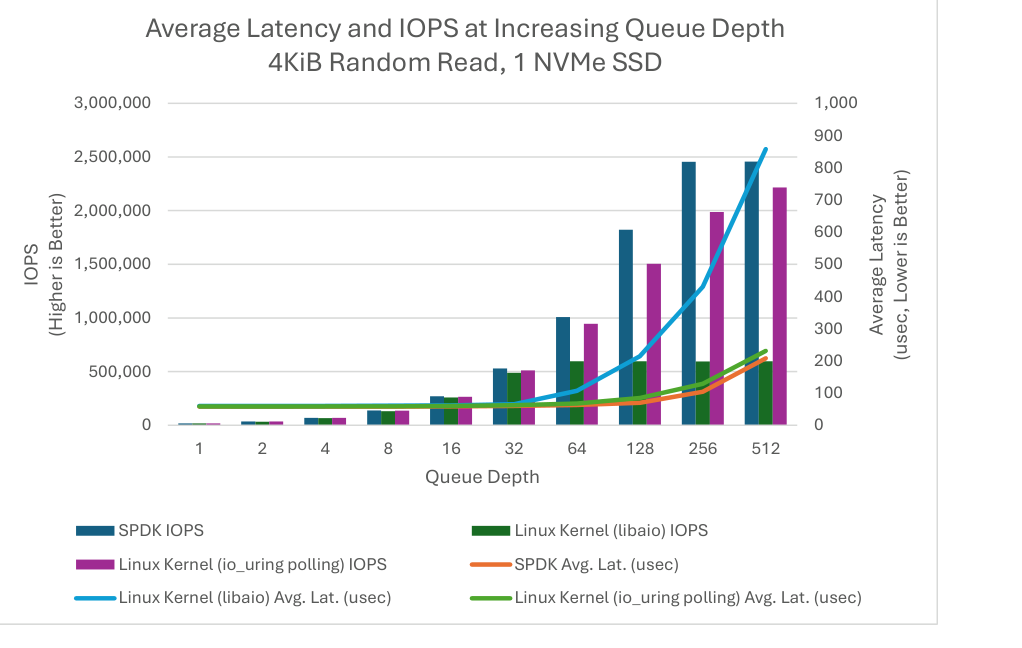 Average Latency and IOPS at Increasing Queue Depth
4KiB Random Read, 1 NVMe SSD
IOPS
(Higher is Better)
3,000,000
2,500,000
2,000,000
1,500,000
1,000,000
500,000
0
1,000
900
800
700
600
500
400
300
200
100
0
Average Latency
(usec, Lower is Better)
1 2 4 8 16 32 64 128 256 512
Queue Depth
SPDK IOPS
Linux Kernel (libaio) IOPS
Linux Kernel (io_uring polling) IOPS
SPDK Avg. Lat. (usec)
Linux Kernel (libaio) Avg. Lat. (usec)
Linux Kernel (io_uring polling) Avg. Lat. (usec)